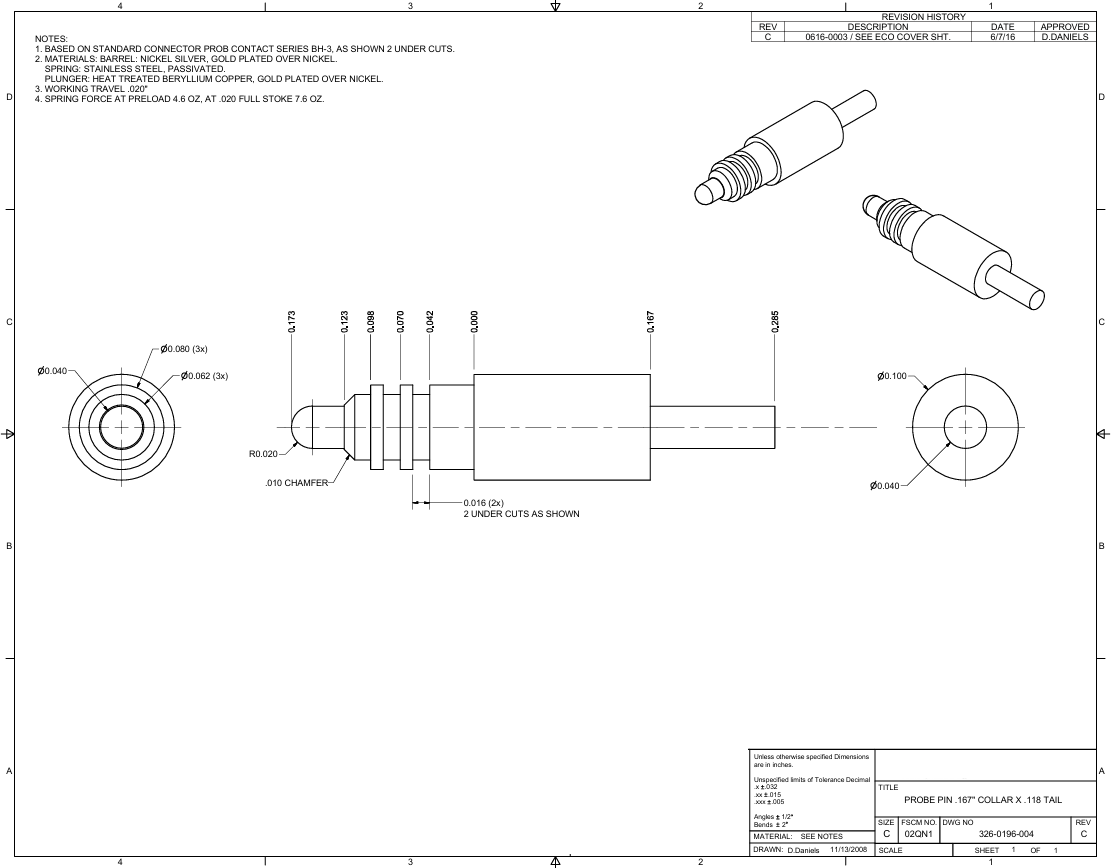 4 3 2 1
REVISION HISTORY
REV DESCRIPTION DATE APPROVED
C 0616-0003 / SEE ECO COVER SHT. 6/7/16 D.DANIELS
NOTES:
1. BASED ON STANDARD CONNECTOR PROB CONTACT SERIES BH-3, AS SHOWN 2 UNDER CUTS.
2. MATERIALS: BARREL: NICKEL SILVER, GOLD PLATED OVER NICKEL.
SPRING: STAINLESS STEEL, PASSIVATED.
PLUNGER: HEAT TREATED BERYLLIUM COPPER, GOLD PLATED OVER NICKEL.
3. WORKING TRAVEL .020"
4. SPRING FORCE AT PRELOAD 4.6 OZ, AT .020 FULL STOKE 7.6 OZ.
D D
C C
0.173 0.123 0.098 0.070 0.042 0.000 0.167 0.285
Ø0.080 (3x)
Ø0.040
Ø0.062 (3x)
Ø0.100
R0.020
.010 CHAMFER
Ø0.040
0.016 (2x)
2 UNDER CUTS AS SHOWN
B B
A A
Unless otherwise specified Dimensions
are in inches.
Unspecified limits of Tolerance Decimal
.x ±.032
.xx ±.015
.xxx ±.005
Angles ± 1/2°
Bends ± 2°
MATERIAL: SEE NOTES
DRAWN: D.Daniels 11/13/2008
TITLE
PROBE PIN .167" COLLAR X .118 TAIL
SIZE FSCM NO. DWG NO REV
C 02QN1 326-0196-004 C
SCALE SHEET 1 OF 1
4 3 2 1